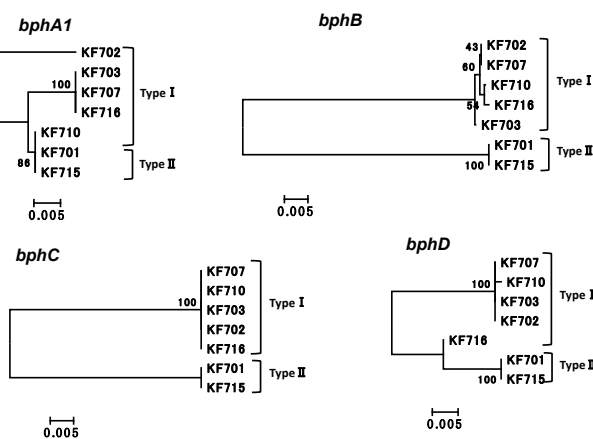 bphA1
KF702
KF703
100
KF707
KF716
Type I
KF710
KF701
86
KF715
Type II
0.005
bphB
43
KF702
60
KF707
KF710
54
KF716
KF703
Type I
KF701
100
KF715
Type II
0.005
bphC
KF707
KF710
100
KF703
KF702
KF716
Type I
KF701
KF715
Type II
0.005
bphD
KF707
100
KF710
KF703
KF702
KF716
Type I
KF701
100
KF715
Type II
0.005